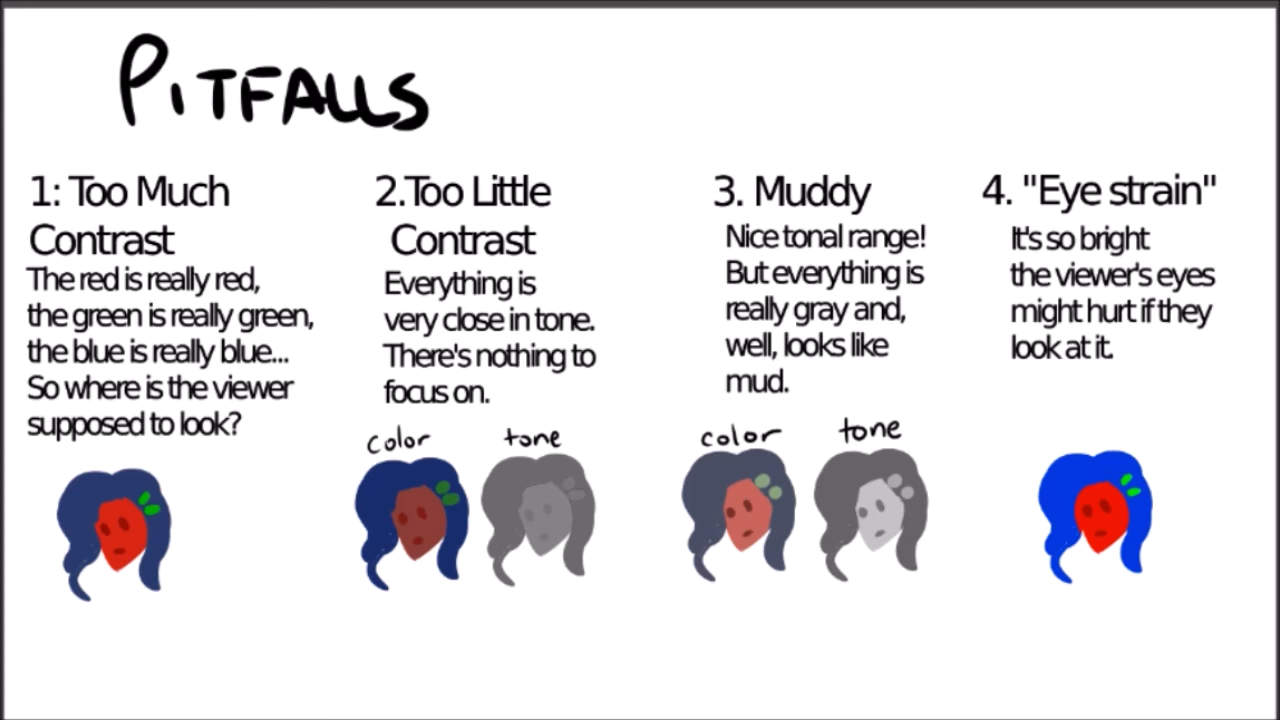 PITFALLS
1: Too Much
Contrast
The red is really red,
the green is really green,
the blue is really blue...
So where is the viewer
supposed to look?
2.Too Little
Contrast
Everything is
very close in tone.
There's nothing to
focus on.
color tone
3. Muddy
Nice tonal range!
But everything is
really gray and,
well, looks like
mud.
color tone
4. "Eye strain"
It's so bright
the viewer's eyes
might hurt if they
look at it.